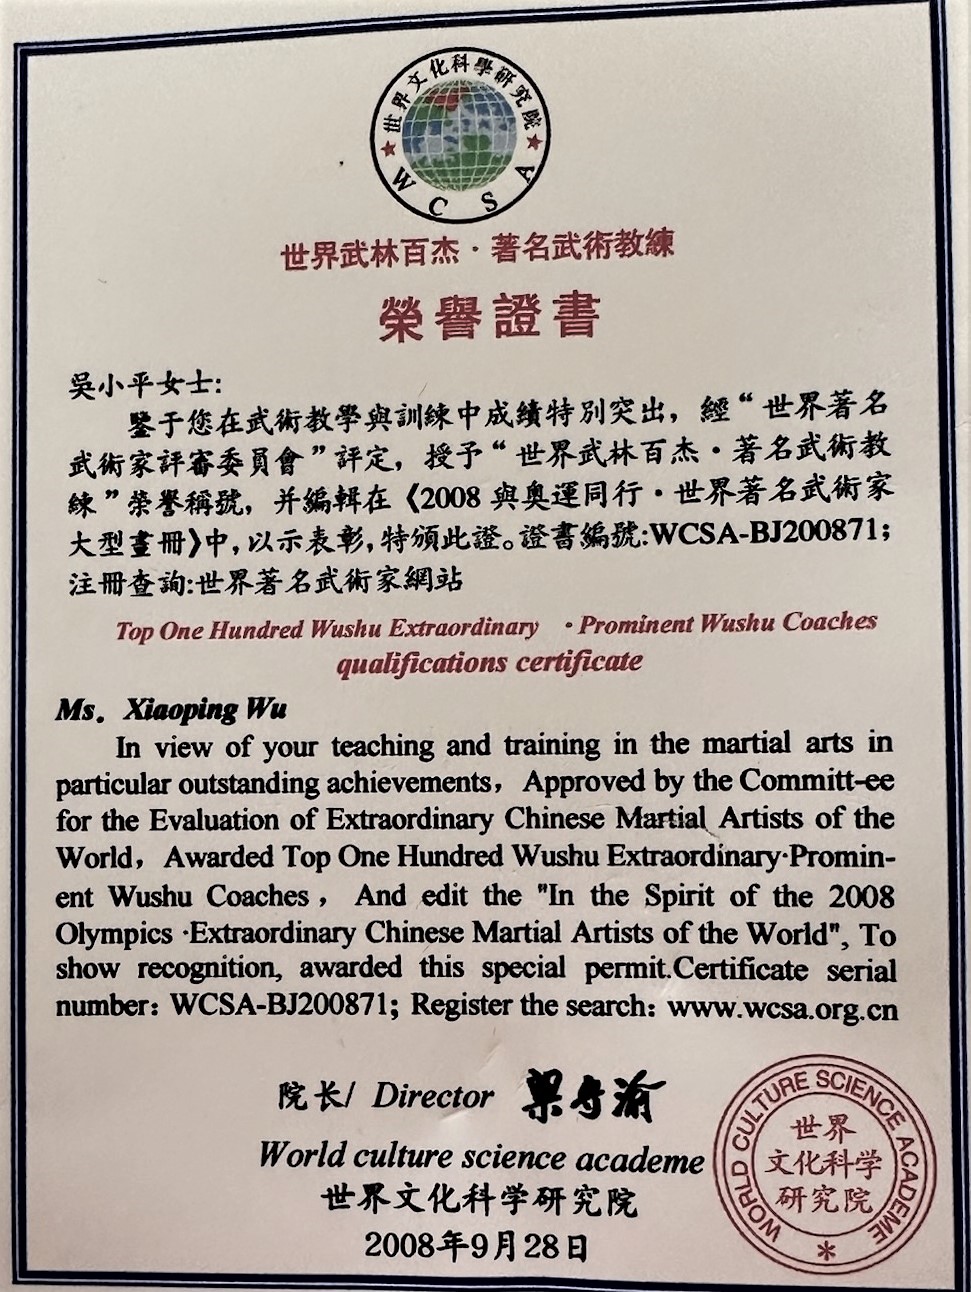 世界文化科學研究院
★ W C S A ★
世界武林百杰·著名武術教練
榮譽證書
吳小平女士:
鑒于您在武術教學與訓練中成績特別突出，經“世界著名
武術家評審委員會”評定，授予“世界武林百杰·著名武術教
練”榮譽稱號，并編輯在《2008與奧運同行·世界著名武術家
大型畫冊》中,以示表彰,特頒此證。證書編號:WCSA-BJ200871;
注冊查詢:世界著名武術家網站
Top One Hundred Wushu Extraordinary ·Prominent Wushu Coaches
qualifications certificate
Ms. Xiaoping Wu
In view of your teaching and training in the martial arts in
particular outstanding achievements, Approved by the Committ-ee
for the Evaluation of Extraordinary Chinese Martial Artists of the
World, Awarded Top One Hundred Wushu Extraordinary·Promin-
ent Wushu Coaches, And edit the "In the Spirit of the 2008
Olympics ·Extraordinary Chinese Martial Artists of the World", To
show recognition, awarded this special permit.Certificate serial
number: WCSA-BJ200871; Register the search: www.wcsa.org.cn
院长/ Director 梁守渝
World culture science academe
世界文化科学研究院
2008年9月28日
WORLD CULTURE SCIENCE ACADEME
世界
文化科学
研究院
*